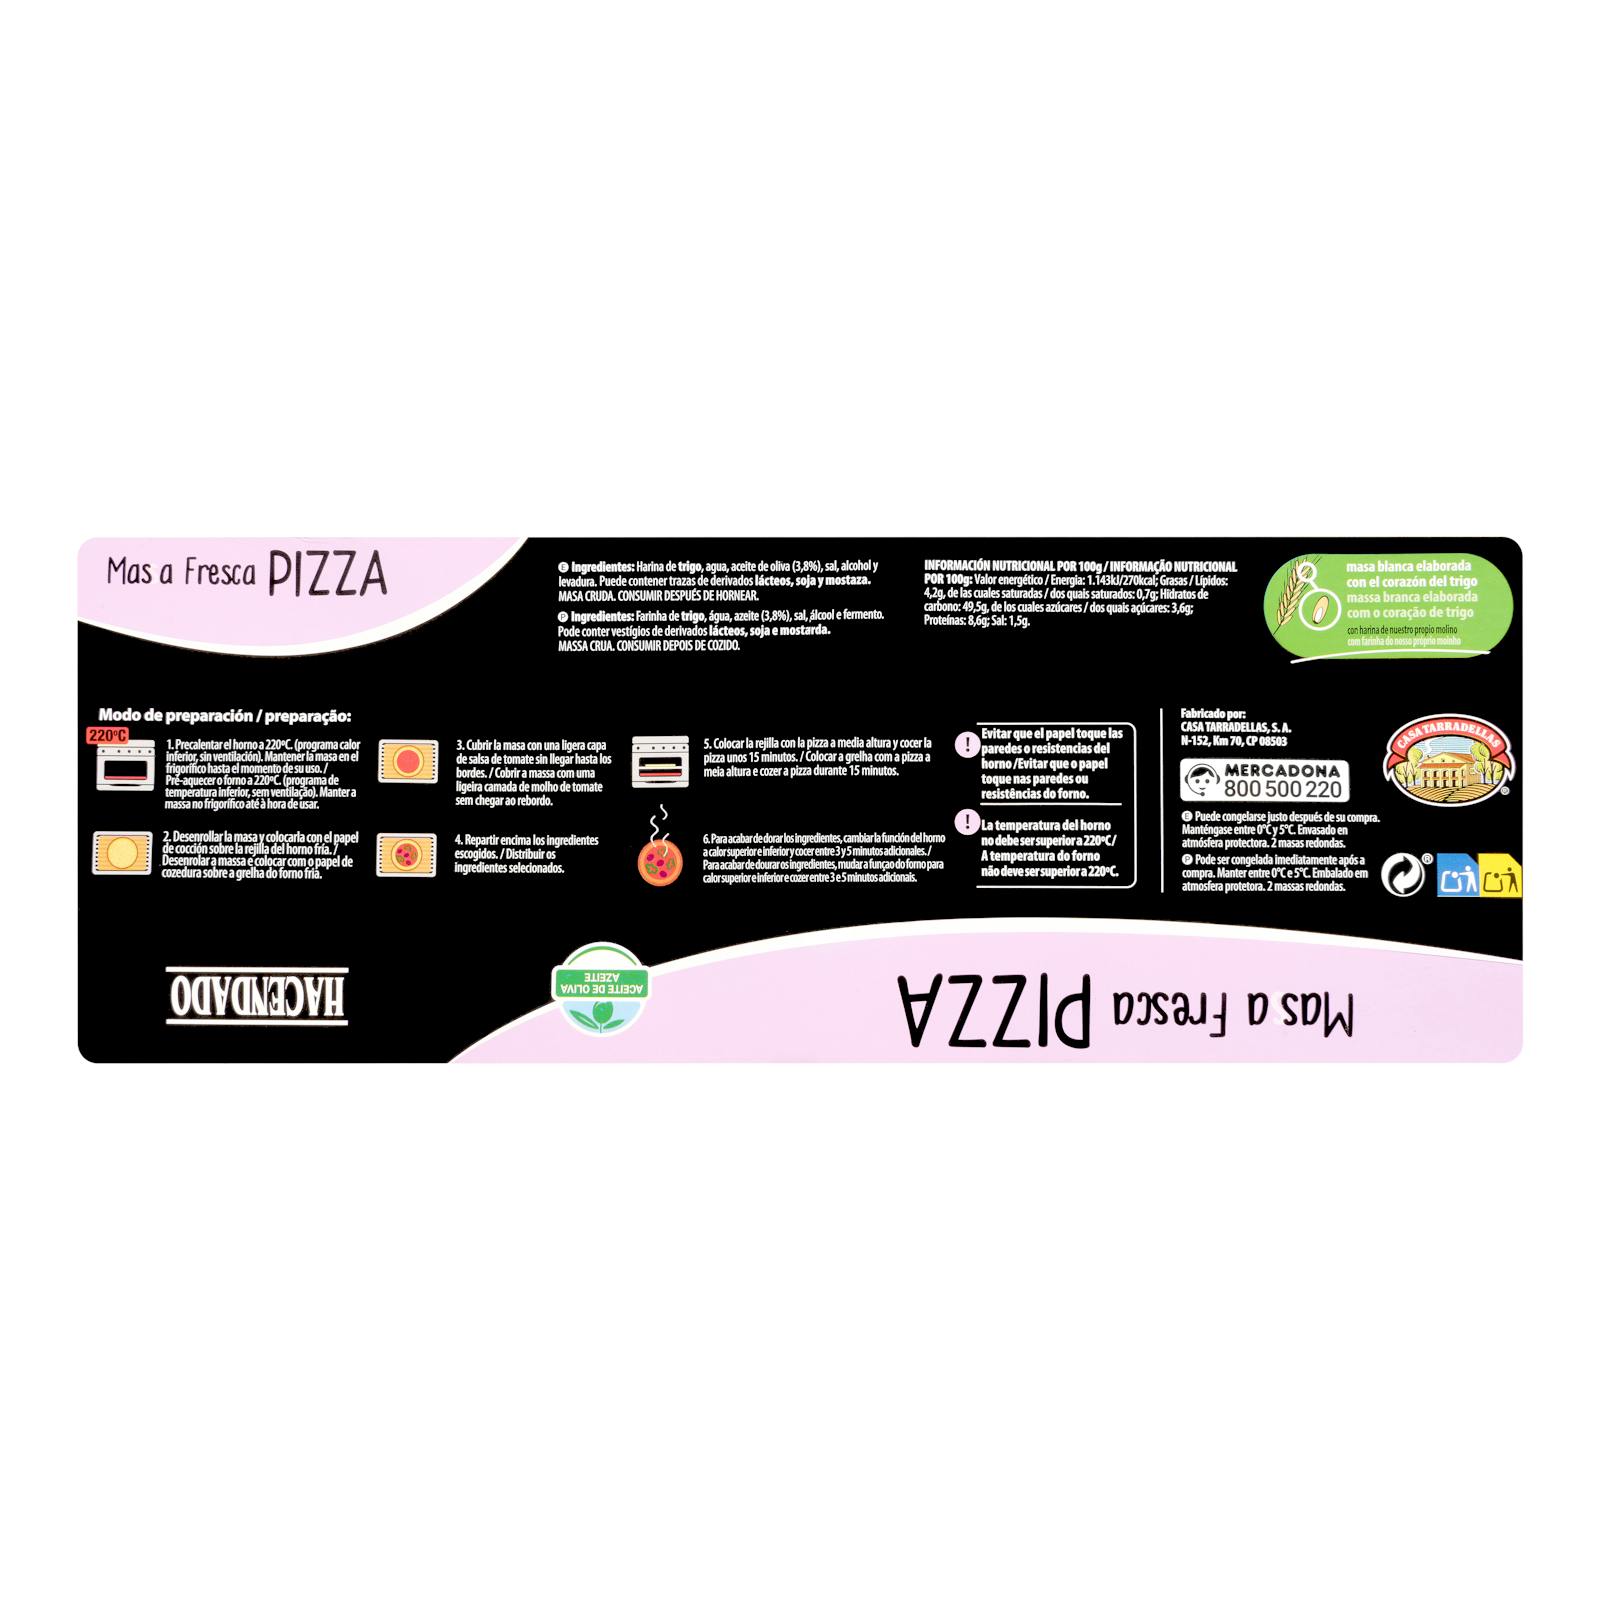 Masa Fresca PIZZA
E Ingredientes: Harina de trigo, agua, aceite de oliva (3,8%), sal, alcohol y
levadura. Puede contener trazas de derivados lácteos, soja y mostaza.
MASA CRUDA. CONSUMIR DESPUÉS DE HORNEAR.
P Ingredientes: Farinha de trigo, água, azeite (3,8%), sal, álcool e fermento.
Pode conter vestígios de derivados lácteos, soja e mostarda.
MASSA CRUA. CONSUMIR DEPOIS DE COZIDO.
INFORMACIÓN NUTRICIONAL POR 100g / INFORMAÇÃO NUTRICIONAL
POR 100g: Valor energético / Energia: 1.143kJ/270kcal; Grasas / Lípidos:
4,2g, de las cuales saturadas / dos quais saturados: 0,7g; Hidratos de
carbono: 49,5g, de los cuales azúcares / dos quais açúcares: 3,6g;
Proteínas: 8,6g; Sal: 1,5g.
masa blanca elaborada
con el corazón del trigo
massa branca elaborada
com o coração de trigo
con harina de nuestro propio molino
com farinha do nosso próprio moinho
Modo de preparación / preparação:
220ºC
1. Precalentar el horno a 220ºC. (programa calor
inferior, sin ventilación). Mantener la masa en el
frigorífico hasta el momento de su uso. /
Pré-aquecer o forno a 220ºC. (programa de
temperatura inferior, sem ventilação). Manter a
massa no frigorífico até à hora de usar.
2. Desenrollar la masa y colocarla con el papel
de cocción sobre la rejilla del horno fría. /
Desenrolar a massa e colocar com o papel de
cozedura sobre a grelha do forno fria.
3. Cubrir la masa con una ligera capa
de salsa de tomate sin llegar hasta los
bordes. / Cobrir a massa com uma
ligeira camada de molho de tomate
sem chegar ao rebordo.
4. Repartir encima los ingredientes
escogidos. / Distribuir os
ingredientes selecionados.
5. Colocar la rejilla con la pizza a media altura y cocer la
pizza unos 15 minutos. / Colocar a grelha com a pizza a
meia altura e cozer a pizza durante 15 minutos.
6. Para acabar de dorar los ingredientes, cambiar la función del horno
a calor superior e inferior y cocer entre 3 y 5 minutos adicionales. /
Para acabar de dourar os ingredientes, mudar a funçao do forno para
calor superior e inferior e cozer entre 3 e 5 minutos adicionais.
! Evitar que el papel toque las
paredes o resistencias del
horno /Evitar que o papel
toque nas paredes ou
resistências do forno.
! La temperatura del horno
no debe ser superior a 220ºC/
A temperatura do forno
não deve ser superior a 220ºC.
Fabricado por:
CASA TARRADELLAS, S. A.
N-152, Km 70, CP 08503
MERCADONA
800 500 220
CASA TARRADELLAS
®
E Puede congelarse justo después de su compra.
Manténgase entre 0ºC y 5ºC. Envasado en
atmósfera protectora. 2 masas redondas.
P Pode ser congelada imediatamente após a
compra. Manter entre 0ºC e 5ºC. Embalado em
atmosfera protetora. 2 massas redondas.
®
HACENDADO
ACEITE DE OLIVA
AZEITE
Masa Fresca PIZZA